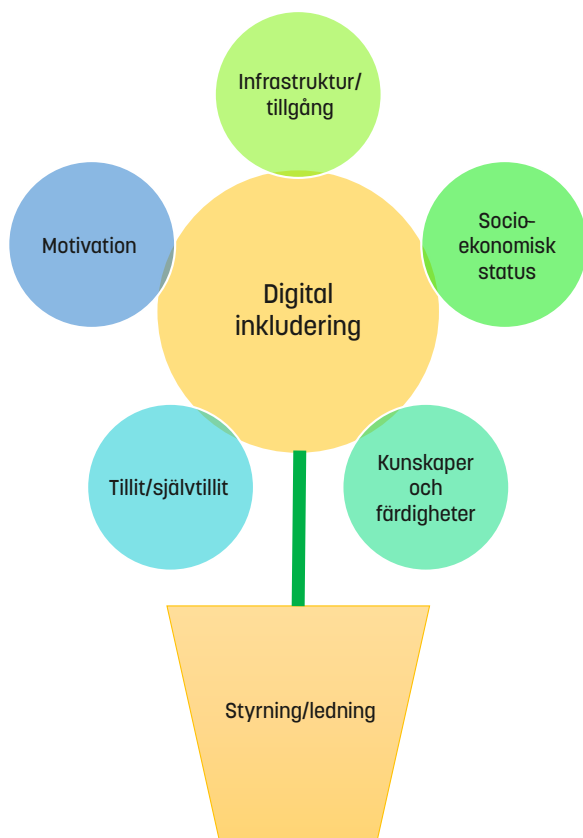 Infrastruktur/
tillgång
Motivation
Socio-
ekonomisk
status
Digital
inkludering
Tillit/självtillit
Kunskaper
och
färdigheter
Styrning/ledning